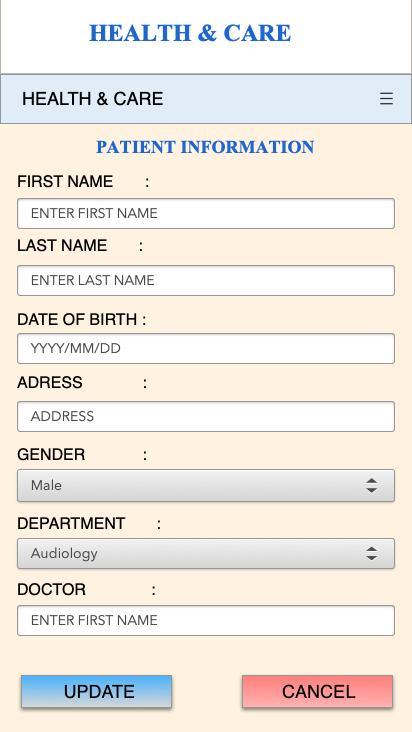 HEALTH & CARE
HEALTH & CARE ☰
PATIENT INFORMATION
FIRST NAME :
ENTER FIRST NAME
LAST NAME :
ENTER LAST NAME
DATE OF BIRTH :
YYYY/MM/DD
ADRESS :
ADDRESS
GENDER :
Male
DEPARTMENT :
Audiology
DOCTOR :
ENTER FIRST NAME
UPDATE CANCEL